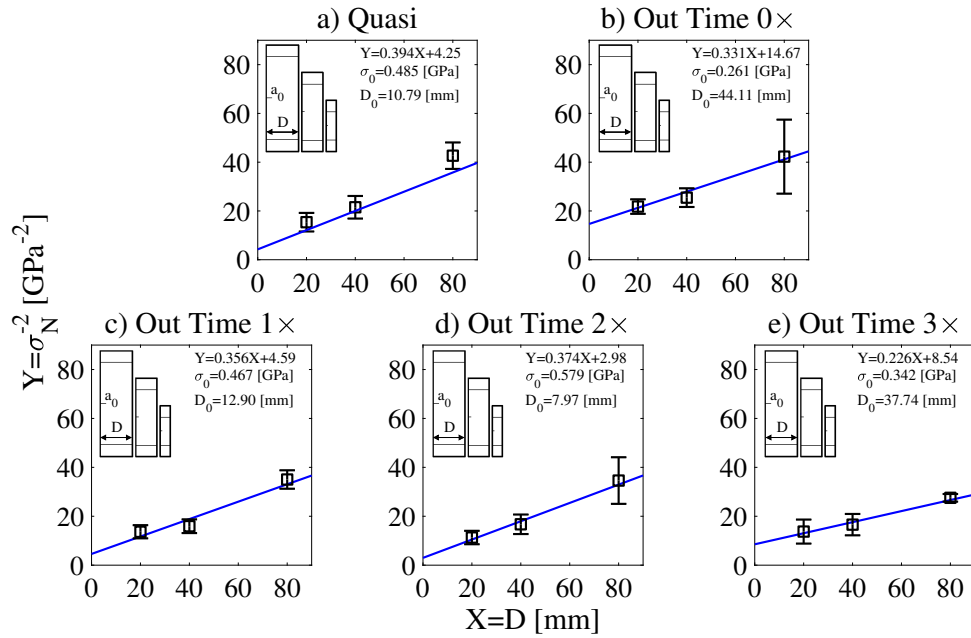 a) Quasi
b) Out Time 0×
Y=0.394X+4.25
σ₀=0.485 [GPa]
D₀=10.79 [mm]
a₀
D
80
60
40
20
0
0 20 40 60 80
Y=0.331X+14.67
σ₀=0.261 [GPa]
D₀=44.11 [mm]
a₀
D
80
60
40
20
0
0 20 40 60 80
Y=σ_N^-2 [GPa^-2]
c) Out Time 1×
d) Out Time 2×
e) Out Time 3×
Y=0.356X+4.59
σ₀=0.467 [GPa]
D₀=12.90 [mm]
a₀
D
80
60
40
20
0
0 20 40 60 80
Y=0.374X+2.98
σ₀=0.579 [GPa]
D₀=7.97 [mm]
a₀
D
80
60
40
20
0
0 20 40 60 80
Y=0.226X+8.54
σ₀=0.342 [GPa]
D₀=37.74 [mm]
a₀
D
80
60
40
20
0
0 20 40 60 80
X=D [mm]